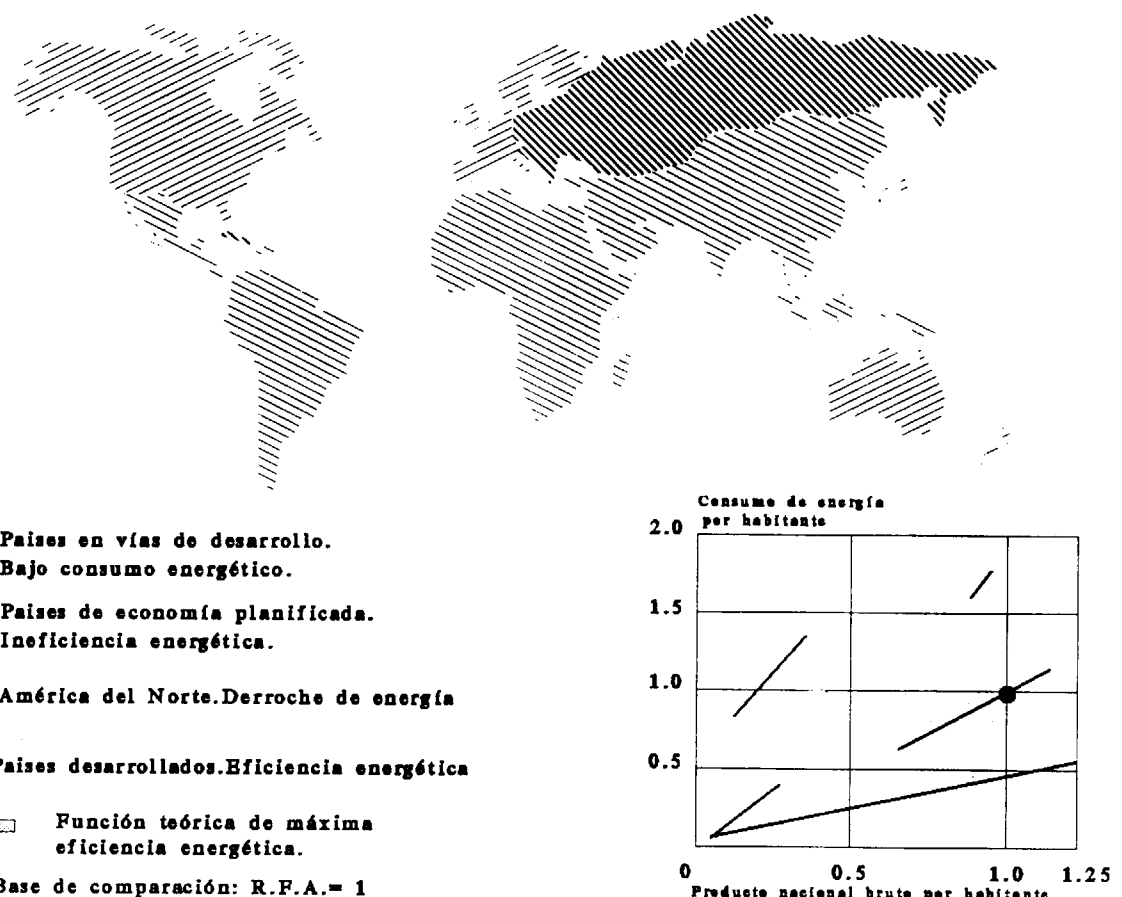 Paises en vías de desarrollo.
Bajo consumo energético.
Paises de economía planificada.
Ineficiencia energética.
América del Norte.Derroche de energía
Paises desarrollados.Eficiencia energética
Función teórica de máxima
eficiencia energética.
Base de comparación: R.F.A.= 1
Consumo de energía
por habitante
2.0
1.5
1.0
0.5
0 0.5 1.0 1.25
Producto nacional bruto por habitante